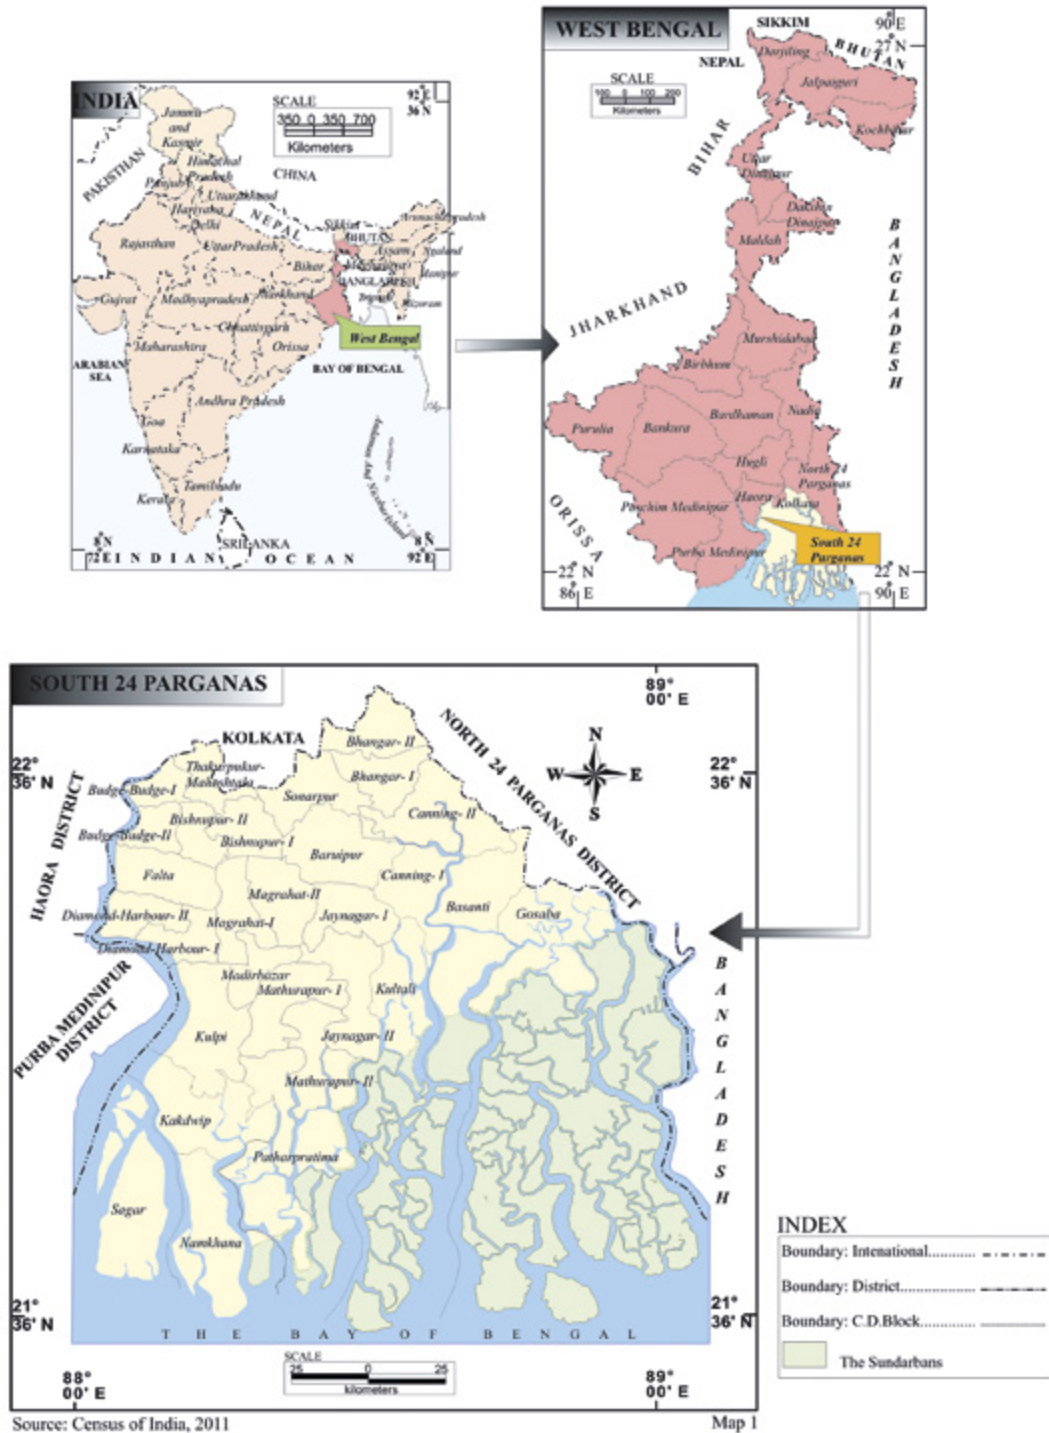 INDIA
SCALE
350 0 350 700
Kilometers
92°E
36°N
Jammu
and
Kasmir
PAKISTHAN
Himachal
Pradesh
CHINA
Punjab
Uttarakhand
Hariyana
Delhi
NEPAL
Sikkim
BHUTAN
Arunachalpradesh
Rajasthan
UttarPradesh
Assam
Nagaland
Bihar
Meghalaya
Manipur
BANGLADESH
Gujrat
Madhyapradesh
Jharkhand
Tripura
Mizoram
Chhattisgarh
West Bengal
Maharashtra
Orissa
ARABIAN
SEA
BAY OF BENGAL
Andhra Pradesh
Goa
Karnataka
Andaman And Nicobar Island
Kerala
Tamilnadu
SRILANKA
8°N
72°E
INDIAN OCEAN
8°N
92°E
WEST BENGAL
SIKKIM
90°E
27°N
BHUTAN
NEPAL
Darjiling
Jalpaiguri
SCALE
100 0 100 200
Kilometers
Kochbihar
BIHAR
Uttar
Dinajpur
Dakshin
Dinajpur
Maldah
BANGLADESH
JHARKHAND
Murshidabad
Birbhum
Bardhaman
Nadia
Purulia
Bankura
Hugli
North 24
Parganas
Haora
Kolkata
Paschim Medinipur
ORISSA
South 24
Parganas
Purba Medinipur
22°N
86°E
22°N
90°E
SOUTH 24 PARGANAS
89°
00' E
KOLKATA
NORTH 24 PARGANAS DISTRICT
N
W E
S
22°
36' N
22°
36' N
Bhangar- II
Thakurpukur-
Maheshtala
Bhangar- I
Budge-Budge-I
Sonarpur
Canning- II
Bishnupur- II
HAORA DISTRICT
Budge-Budge-II
Bishnupur- I
Baruipur
Falta
Canning- I
Magrahat-II
Basanti
Gosaba
Diamond-Harbour- II
Magrahat-I
Jaynagar- I
Diamond-Harbour- I
PURBA MEDINIPUR
DISTRICT
Madirbazar
Mathurapur- I
Kultali
BANGLADESH
Kulpi
Jaynagar- II
Mathurapur- II
Kakdwip
Patharpratima
Sagar
Namkhana
21°
36' N
21°
36' N
THE BAY OF BENGAL
SCALE
25 0 25
kilometers
88°
00' E
89°
00' E
INDEX
Boundary: Intenational...........
Boundary: District...................
Boundary: C.D.Block............
The Sundarbans
Source: Census of India, 2011
Map 1